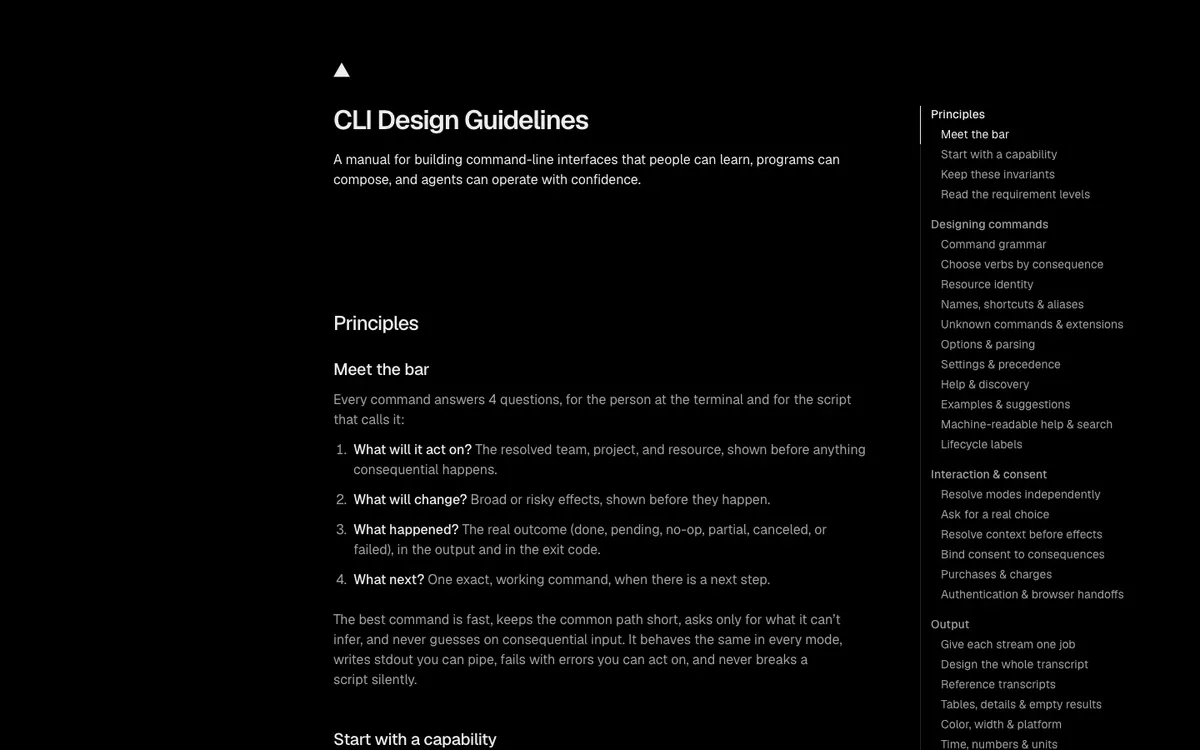 CLI Design Guidelines
A manual for building command-line interfaces that people can learn, programs can
compose, and agents can operate with confidence.
Principles
Meet the bar
Every command answers 4 questions, for the person at the terminal and for the script
that calls it:
1. What will it act on? The resolved team, project, and resource, shown before anything
consequential happens.
2. What will change? Broad or risky effects, shown before they happen.
3. What happened? The real outcome (done, pending, no-op, partial, canceled, or
failed), in the output and in the exit code.
4. What next? One exact, working command, when there is a next step.
The best command is fast, keeps the common path short, asks only for what it can’t
infer, and never guesses on consequential input. It behaves the same in every mode,
writes stdout you can pipe, fails with errors you can act on, and never breaks a
script silently.
Start with a capability
Principles
Meet the bar
Start with a capability
Keep these invariants
Read the requirement levels
Designing commands
Command grammar
Choose verbs by consequence
Resource identity
Names, shortcuts & aliases
Unknown commands & extensions
Options & parsing
Settings & precedence
Help & discovery
Examples & suggestions
Machine-readable help & search
Lifecycle labels
Interaction & consent
Resolve modes independently
Ask for a real choice
Resolve context before effects
Bind consent to consequences
Purchases & charges
Authentication & browser handoffs
Output
Give each stream one job
Design the whole transcript
Reference transcripts
Tables, details & empty results
Color, width & platform
Time, numbers & units